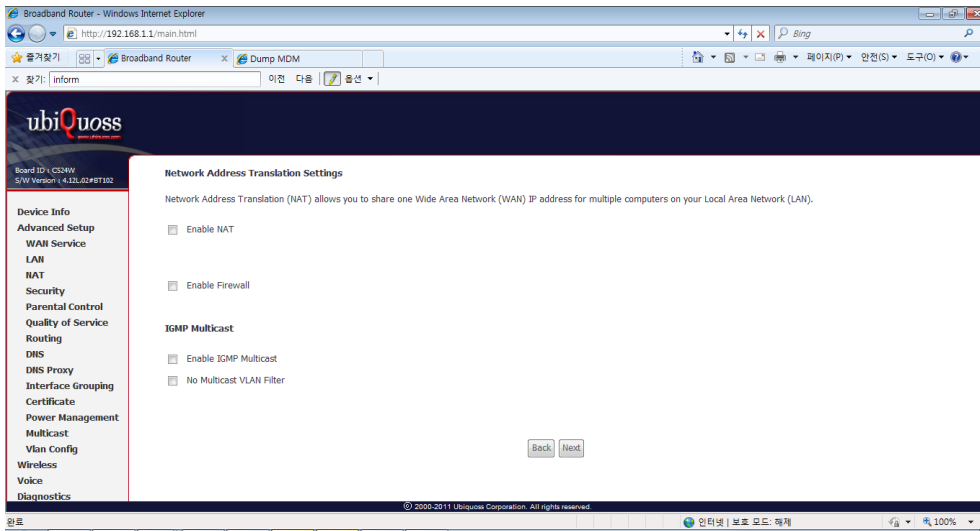 Broadband Router - Windows Internet Explorer
http://192.168.1.1/main.html
Bing
즐겨찾기 Broadband Router x Dump MDM 페이지(P) 안전(S) 도구(O)
x 찾기: inform 이전 다음 옵션
ubiQuoss
Board ID : C524W
S/W Version : 4.12L.02#BT102
Device Info
Advanced Setup
WAN Service
LAN
NAT
Security
Parental Control
Quality of Service
Routing
DNS
DNS Proxy
Interface Grouping
Certificate
Power Management
Multicast
Vlan Config
Wireless
Voice
Diagnostics
Network Address Translation Settings
Network Address Translation (NAT) allows you to share one Wide Area Network (WAN) IP address for multiple computers on your Local Area Network (LAN).
Enable NAT
Enable Firewall
IGMP Multicast
Enable IGMP Multicast
No Multicast VLAN Filter
Back Next
© 2000-2011 Ubiquoss Corporation. All rights reserved.
완료 인터넷 | 보호 모드: 해제 100%